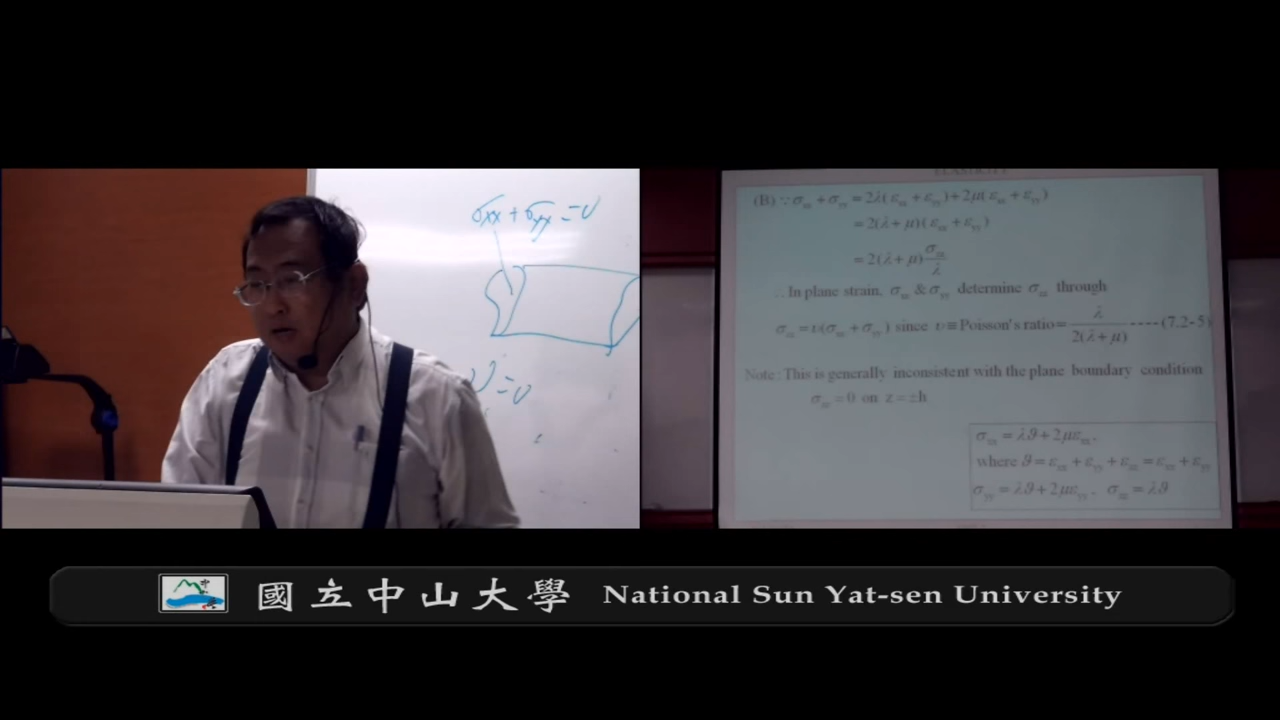 σxx + σyy = 0
ν = 0
(B) ∵ σxx + σyy = 2λ(εxx + εyy) + 2μ(εxx + εyy)
= 2(λ + μ)(εxx + εyy)
= 2(λ + μ) σzz/λ
∴ In plane strain, σxx & σyy determine σzz through
σzz = υ(σxx + σyy) since υ ≡ Poisson's ratio = λ/2(λ + μ) ----(7.2-5)
Note : This is generally inconsistent with the plane boundary condition
σzz = 0 on z = ±h
σxx = λϑ + 2μεxx,
where ϑ = εxx + εyy + εzz = εxx + εyy
σyy = λϑ + 2μεyy, σzz = λϑ
國立中山大學 National Sun Yat-sen University